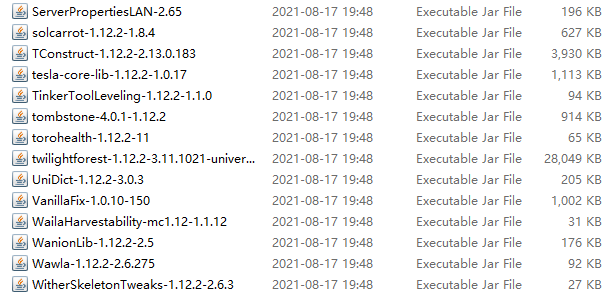 ServerPropertiesLAN-2.65 2021-08-17 19:48 Executable Jar File 196 KB
solcarrot-1.12.2-1.8.4 2021-08-17 19:48 Executable Jar File 627 KB
TConstruct-1.12.2-2.13.0.183 2021-08-17 19:48 Executable Jar File 3,930 KB
tesla-core-lib-1.12.2-1.0.17 2021-08-17 19:48 Executable Jar File 1,113 KB
TinkerToolLeveling-1.12.2-1.1.0 2021-08-17 19:48 Executable Jar File 94 KB
tombstone-4.0.1-1.12.2 2021-08-17 19:48 Executable Jar File 914 KB
torohealth-1.12.2-11 2021-08-17 19:48 Executable Jar File 65 KB
twilightforest-1.12.2-3.11.1021-univer... 2021-08-17 19:48 Executable Jar File 28,049 KB
UniDict-1.12.2-3.0.3 2021-08-17 19:48 Executable Jar File 205 KB
VanillaFix-1.0.10-150 2021-08-17 19:48 Executable Jar File 1,002 KB
WailaHarvestability-mc1.12-1.1.12 2021-08-17 19:48 Executable Jar File 31 KB
WanionLib-1.12.2-2.5 2021-08-17 19:48 Executable Jar File 176 KB
Wawla-1.12.2-2.6.275 2021-08-17 19:48 Executable Jar File 92 KB
WitherSkeletonTweaks-1.12.2-2.6.3 2021-08-17 19:48 Executable Jar File 27 KB